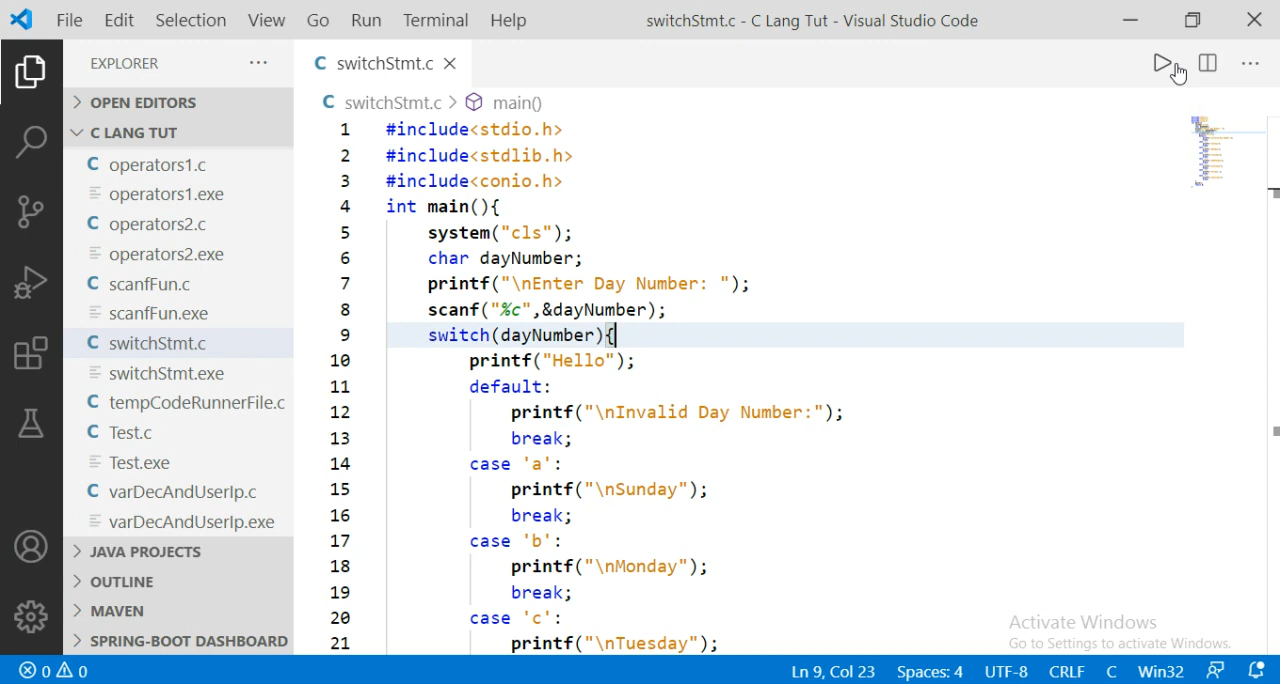 File Edit Selection View Go Run Terminal Help switchStmt.c - C Lang Tut - Visual Studio Code
EXPLORER
OPEN EDITORS
C LANG TUT
C operators1.c
operators1.exe
C operators2.c
operators2.exe
C scanfFun.c
scanfFun.exe
C switchStmt.c
switchStmt.exe
C tempCodeRunnerFile.c
C Test.c
Test.exe
C varDecAndUserIp.c
varDecAndUserIp.exe
JAVA PROJECTS
OUTLINE
MAVEN
SPRING-BOOT DASHBOARD
C switchStmt.c
C switchStmt.c > main()
1 #include<stdio.h>
2 #include<stdlib.h>
3 #include<conio.h>
4 int main(){
5 system("cls");
6 char dayNumber;
7 printf("\nEnter Day Number: ");
8 scanf("%c",&dayNumber);
9 switch(dayNumber){
10 printf("Hello");
11 default:
12 printf("\nInvalid Day Number:");
13 break;
14 case 'a':
15 printf("\nSunday");
16 break;
17 case 'b':
18 printf("\nMonday");
19 break;
20 case 'c':
21 printf("\nTuesday");
Activate Windows
Go to Settings to activate Windows.
0 0 Ln 9, Col 23 Spaces: 4 UTF-8 CRLF C Win32